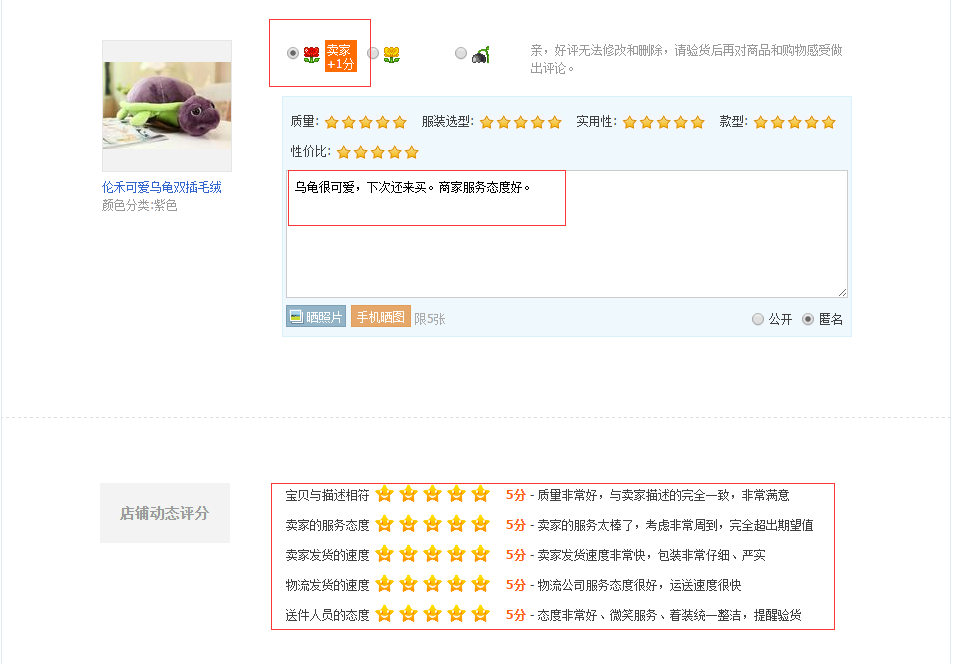 卖家
+1分
亲，好评无法修改和删除，请验货后再对商品和购物感受做
出评论。
质量: 服装选型: 实用性: 款型:
性价比:
乌龟很可爱，下次还来买。商家服务态度好。
伦禾可爱乌龟双插毛绒
颜色分类:紫色
晒照片 手机晒图 限5张 公开 匿名
店铺动态评分
宝贝与描述相符 5分 - 质量非常好，与卖家描述的完全一致，非常满意
卖家的服务态度 5分 - 卖家的服务太棒了，考虑非常周到，完全超出期望值
卖家发货的速度 5分 - 卖家发货速度非常快，包装非常仔细、严实
物流发货的速度 5分 - 物流公司服务态度很好，运送速度很快
送件人员的态度 5分 - 态度非常好、微笑服务、着装统一整洁，提醒验货